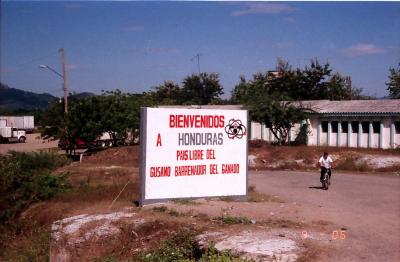 BIENVENIDOS
A HONDURAS
PAIS LIBRE DEL
GUSANO BARRENADOR DEL GANADO